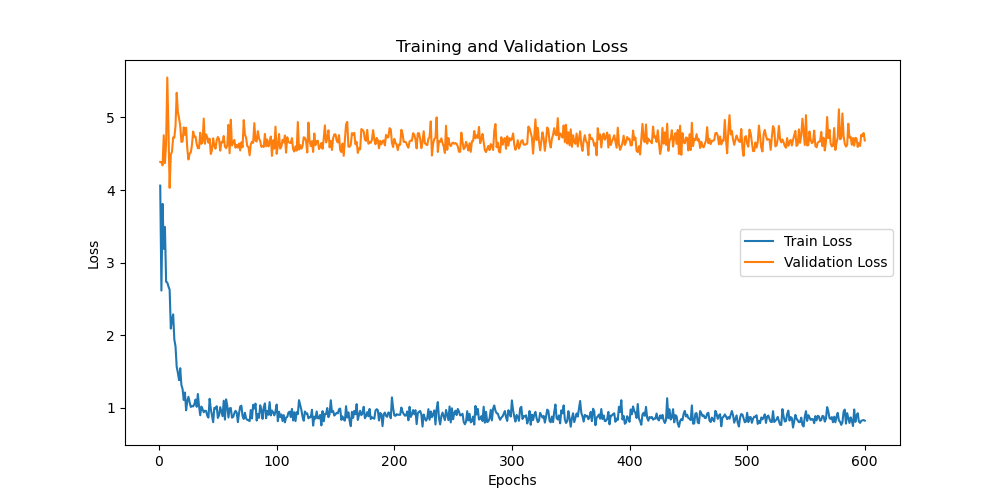 Training and Validation Loss
5
4
3
2
1
Loss
Train Loss
Validation Loss
0 100 200 300 400 500 600
Epochs